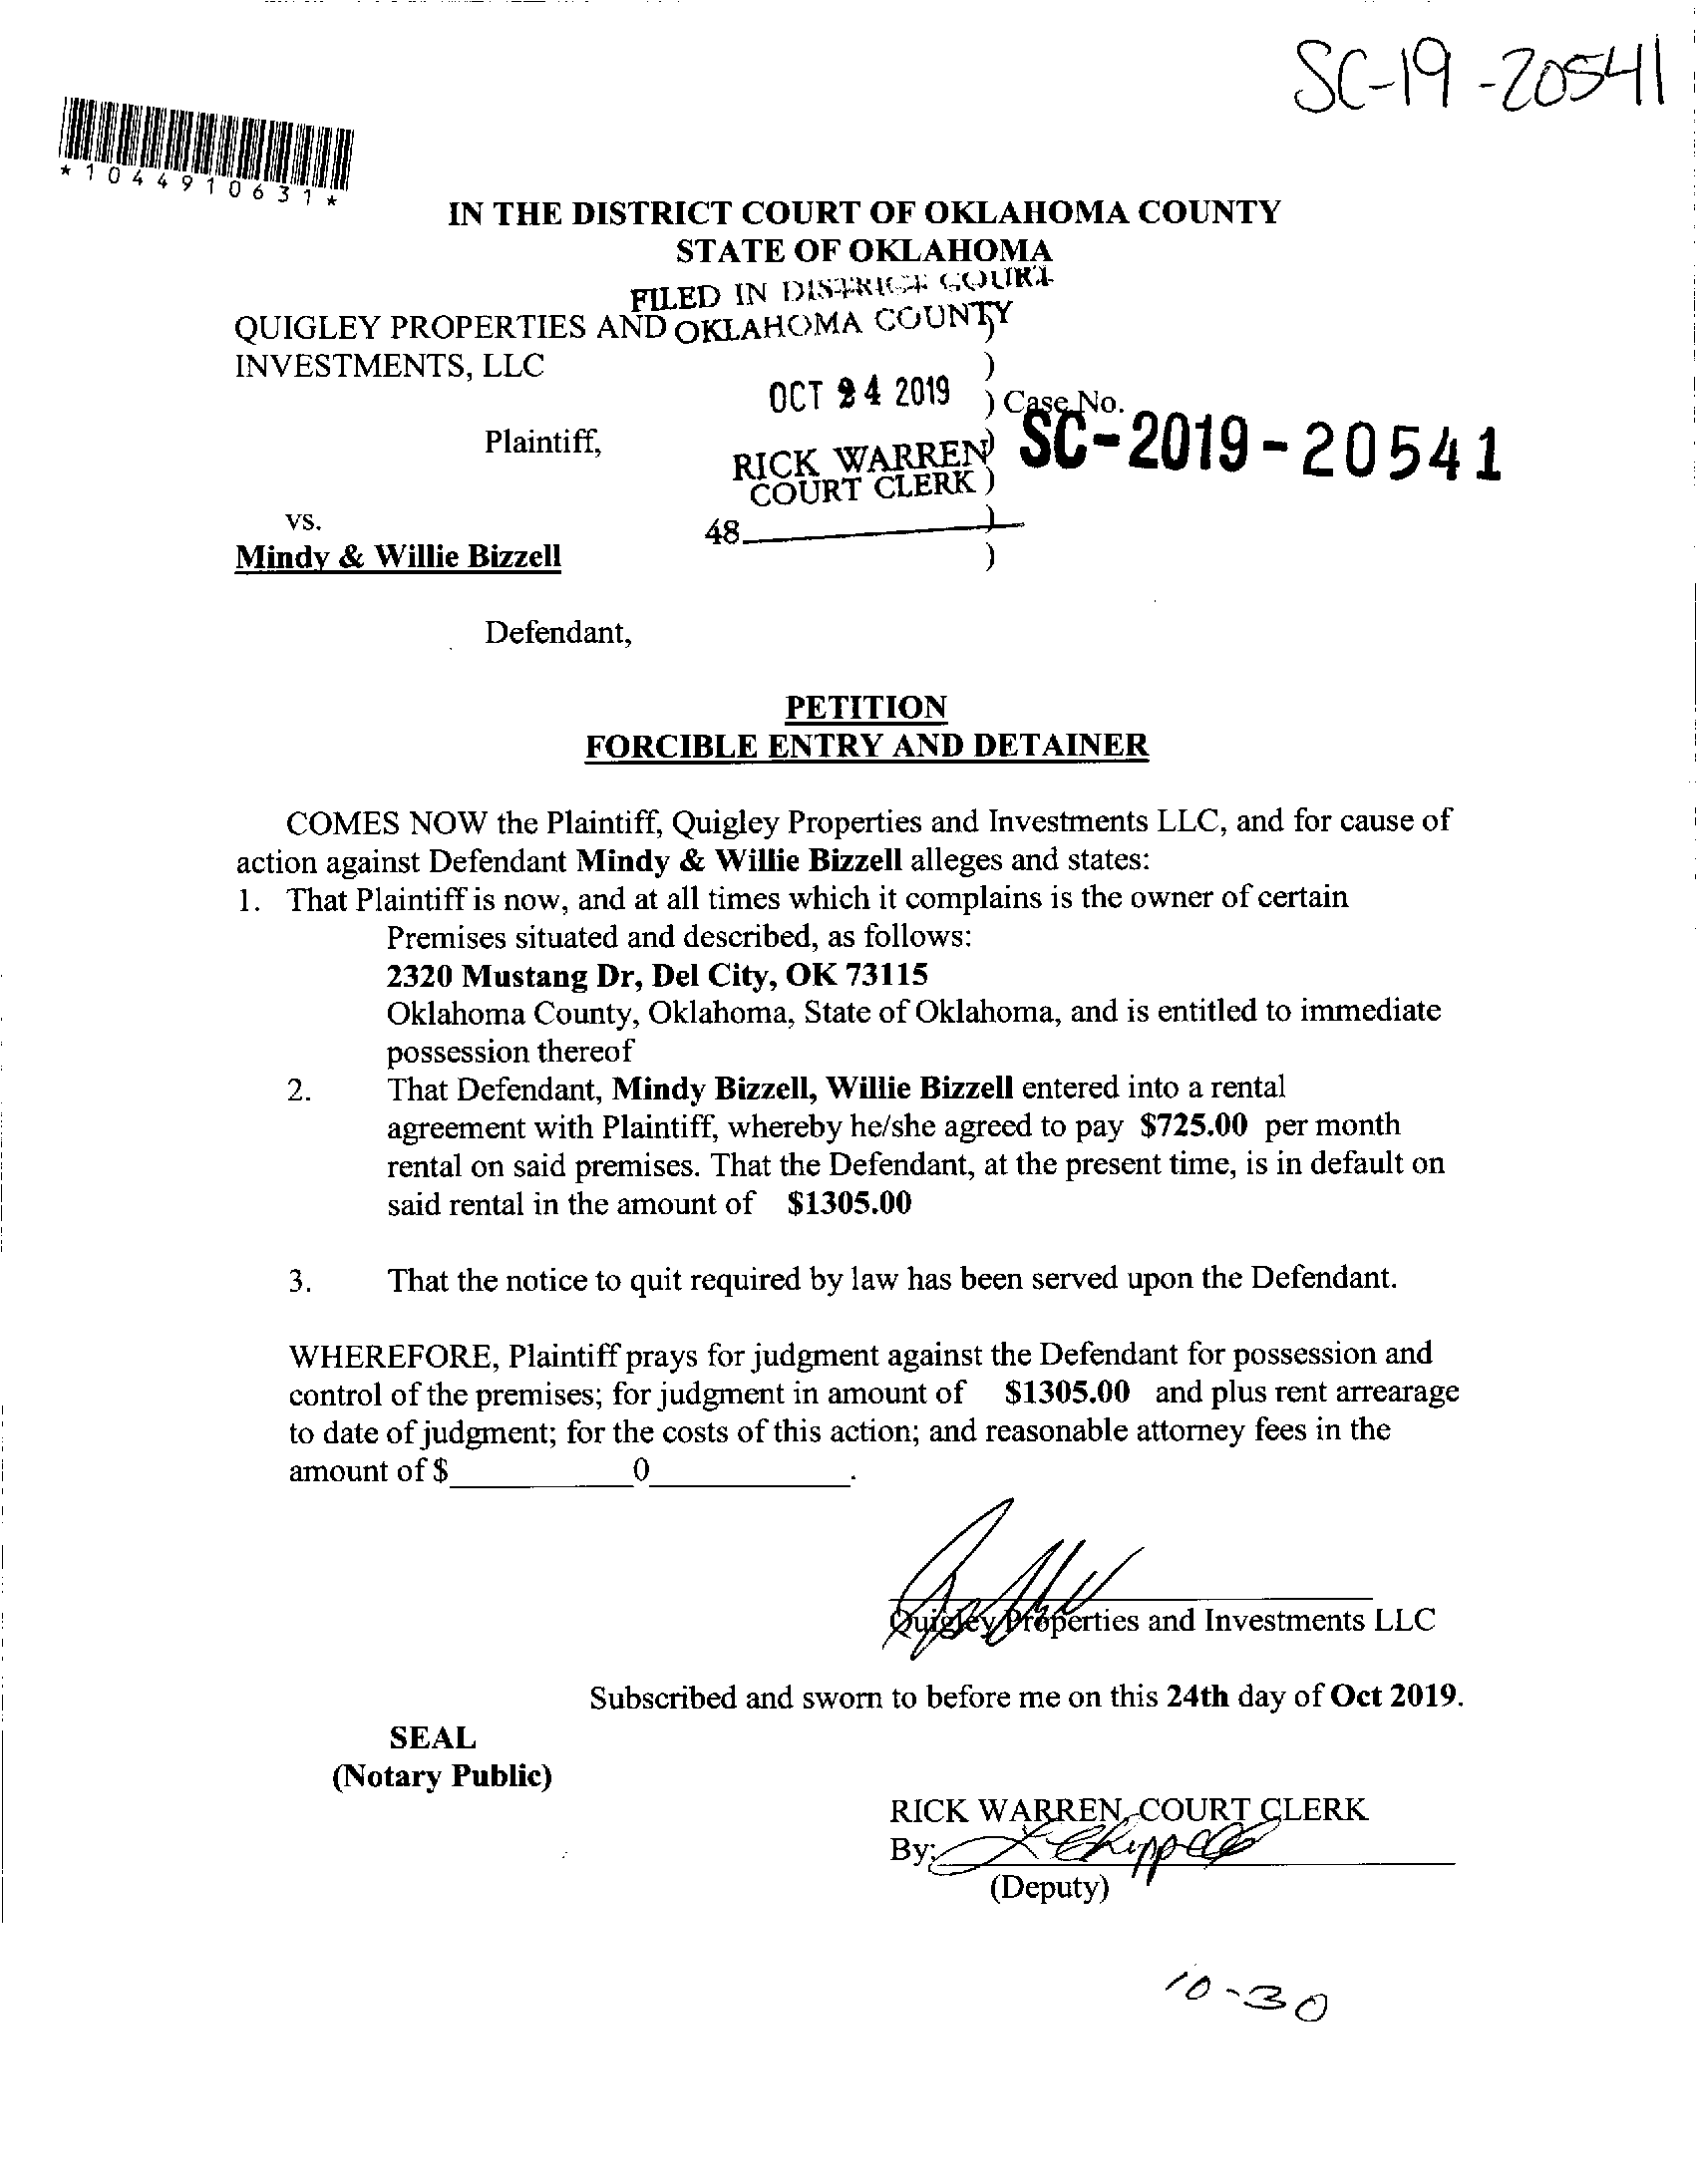 SC-19-20541
*1044910631*
IN THE DISTRICT COURT OF OKLAHOMA COUNTY
STATE OF OKLAHOMA
FILED IN DISTRICT COURT
OKLAHOMA COUNTY
QUIGLEY PROPERTIES AND )
INVESTMENTS, LLC )
OCT 24 2019
) Case No.
SC-2019-20541
Plaintiff, )
RICK WARREN
COURT CLERK )
vs. )
48
Mindy & Willie Bizzell )
Defendant,
PETITION
FORCIBLE ENTRY AND DETAINER
COMES NOW the Plaintiff, Quigley Properties and Investments LLC, and for cause of
action against Defendant Mindy & Willie Bizzell alleges and states:
1. That Plaintiff is now, and at all times which it complains is the owner of certain
Premises situated and described, as follows:
2320 Mustang Dr, Del City, OK 73115
Oklahoma County, Oklahoma, State of Oklahoma, and is entitled to immediate
possession thereof
2. That Defendant, Mindy Bizzell, Willie Bizzell entered into a rental
agreement with Plaintiff, whereby he/she agreed to pay $725.00 per month
rental on said premises. That the Defendant, at the present time, is in default on
said rental in the amount of $1305.00
3. That the notice to quit required by law has been served upon the Defendant.
WHEREFORE, Plaintiff prays for judgment against the Defendant for possession and
control of the premises; for judgment in amount of $1305.00 and plus rent arrearage
to date of judgment; for the costs of this action; and reasonable attorney fees in the
amount of $ 0 .
Quigley Properties and Investments LLC
Subscribed and sworn to before me on this 24th day of Oct 2019.
SEAL
(Notary Public)
RICK WARREN, COURT CLERK
By:
(Deputy)
10-30